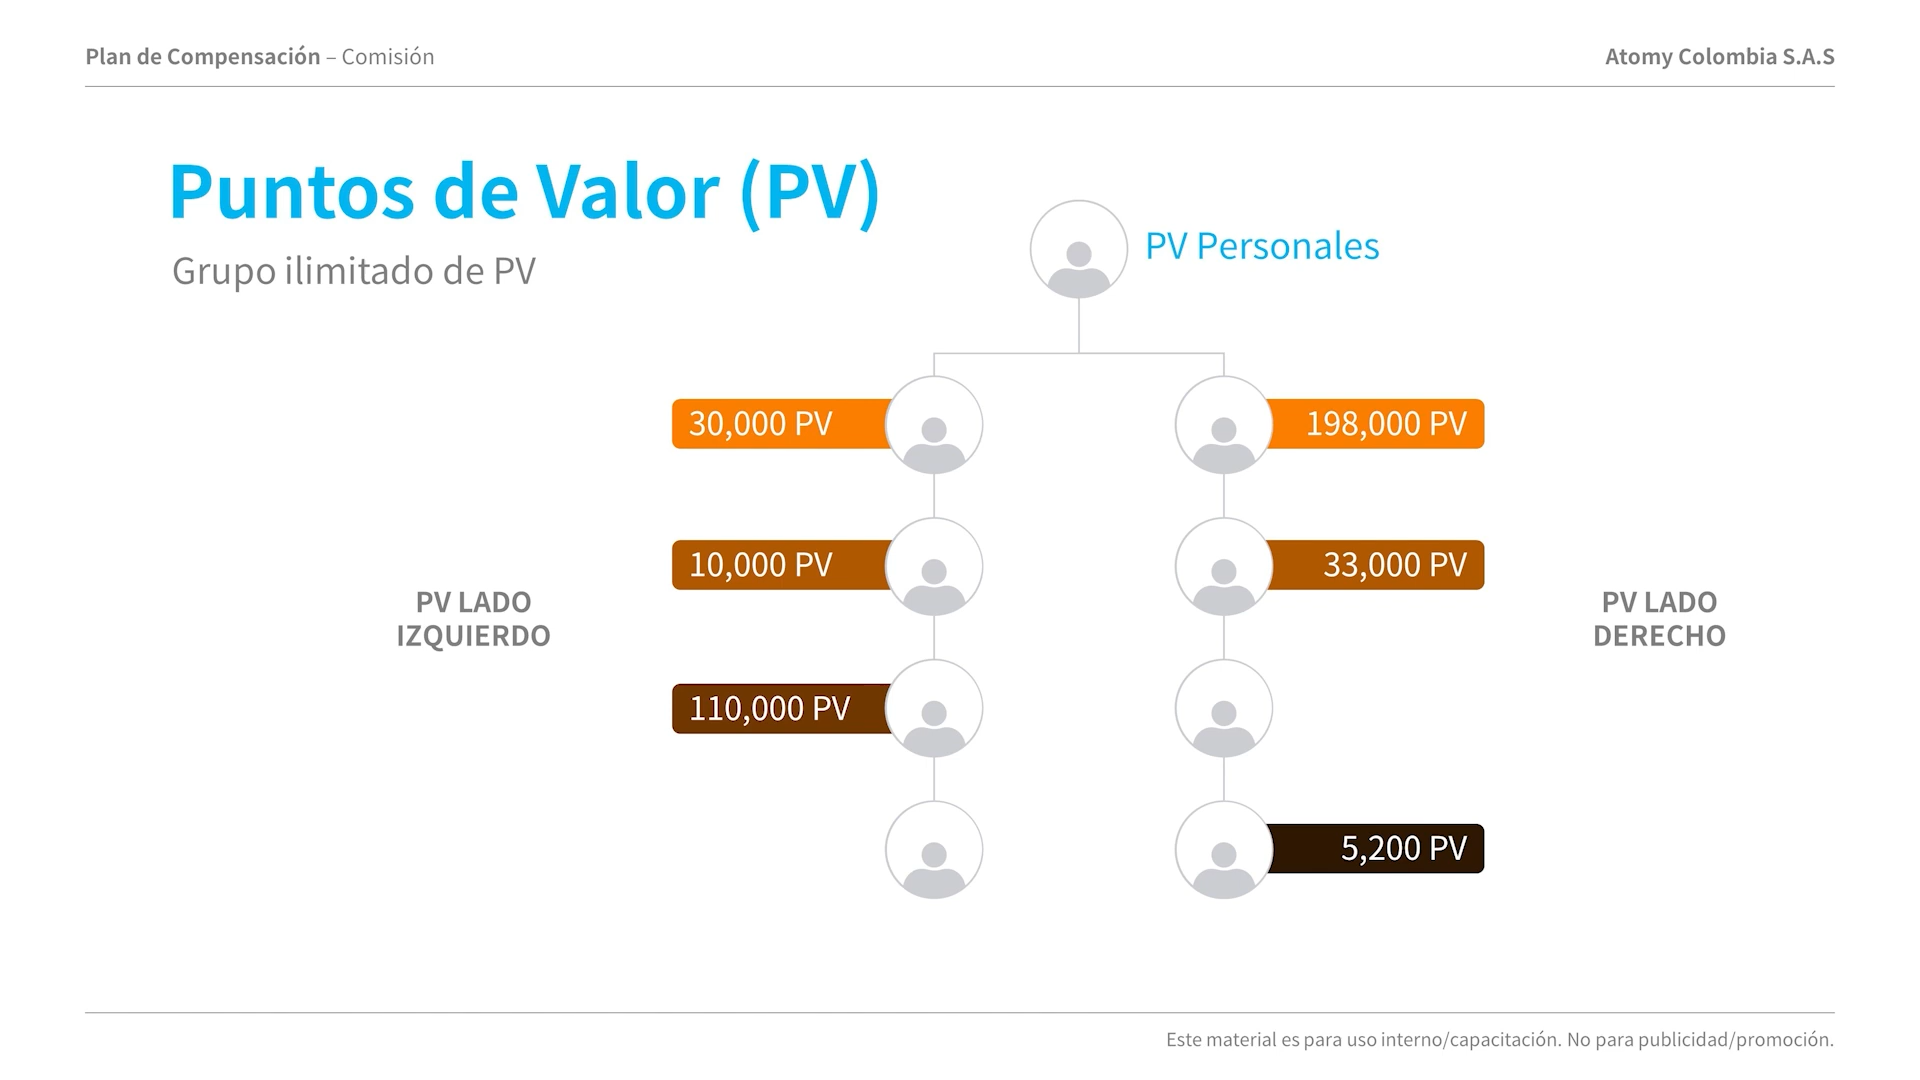 Plan de Compensación – Comisión
Atomy Colombia S.A.S
Puntos de Valor (PV)
Grupo ilimitado de PV
PV Personales
30,000 PV
198,000 PV
10,000 PV
33,000 PV
PV LADO
IZQUIERDO
PV LADO
DERECHO
110,000 PV
5,200 PV
Este material es para uso interno/capacitación. No para publicidad/promoción.